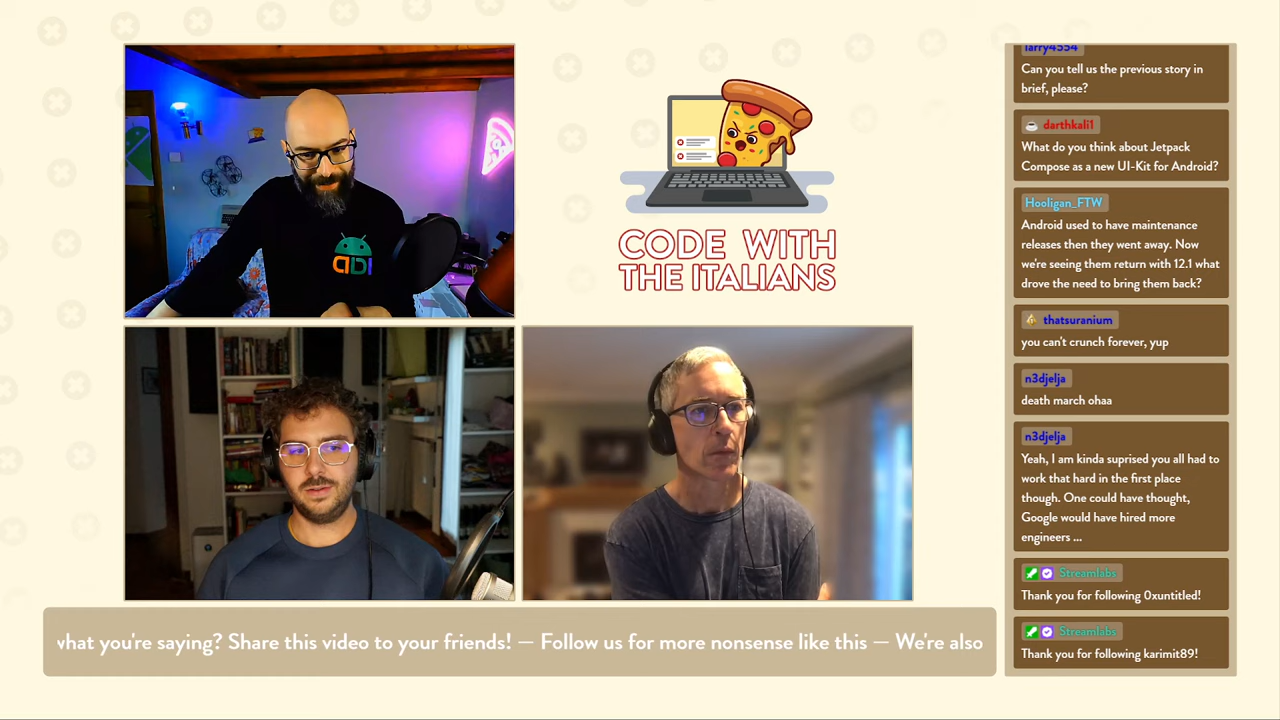 CODE WITH
THE ITALIANS
larry4554
Can you tell us the previous story in
brief, please?
darthkali1
What do you think about Jetpack
Compose as a new UI-Kit for Android?
Hooligan_FTW
Android used to have maintenance
releases then they went away. Now
we're seeing them return with 12.1 what
drove the need to bring them back?
thatsuranium
you can't crunch forever, yup
n3djelja
death march ohaa
n3djelja
Yeah, I am kinda suprised you all had to
work that hard in the first place
though. One could have thought,
Google would have hired more
engineers ...
Streamlabs
Thank you for following 0xuntitled!
Streamlabs
Thank you for following karimit89!
what you're saying? Share this video to your friends! — Follow us for more nonsense like this — We're also